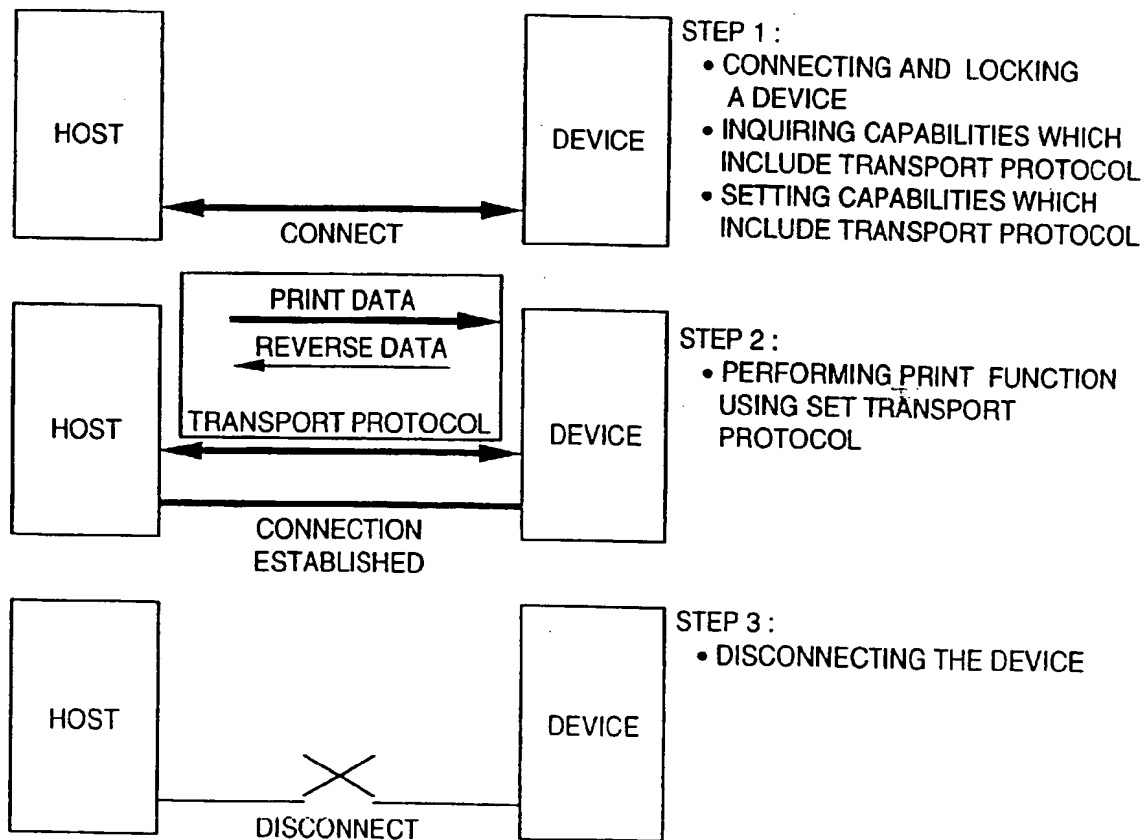 HOST
DEVICE
CONNECT
STEP 1 :
• CONNECTING AND LOCKING
A DEVICE
• INQUIRING CAPABILITIES WHICH
INCLUDE TRANSPORT PROTOCOL
• SETTING CAPABILITIES WHICH
INCLUDE TRANSPORT PROTOCOL
HOST
PRINT DATA
REVERSE DATA
TRANSPORT PROTOCOL
CONNECTION
ESTABLISHED
DEVICE
STEP 2 :
• PERFORMING PRINT FUNCTION
USING SET TRANSPORT
PROTOCOL
HOST
DISCONNECT
DEVICE
STEP 3 :
• DISCONNECTING THE DEVICE